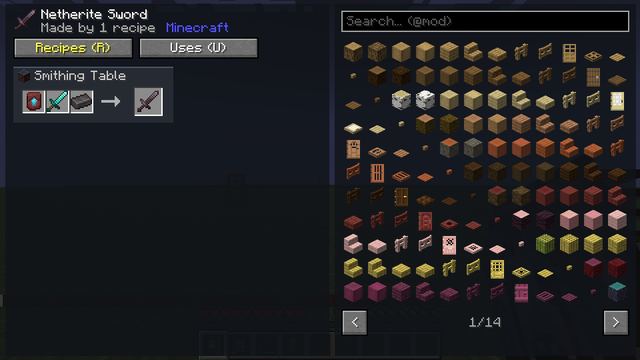 Netherite Sword
Made by 1 recipe Minecraft
Recipes (R)
Uses (U)
Smithing Table
Search... (@mod)
<
1/14
>